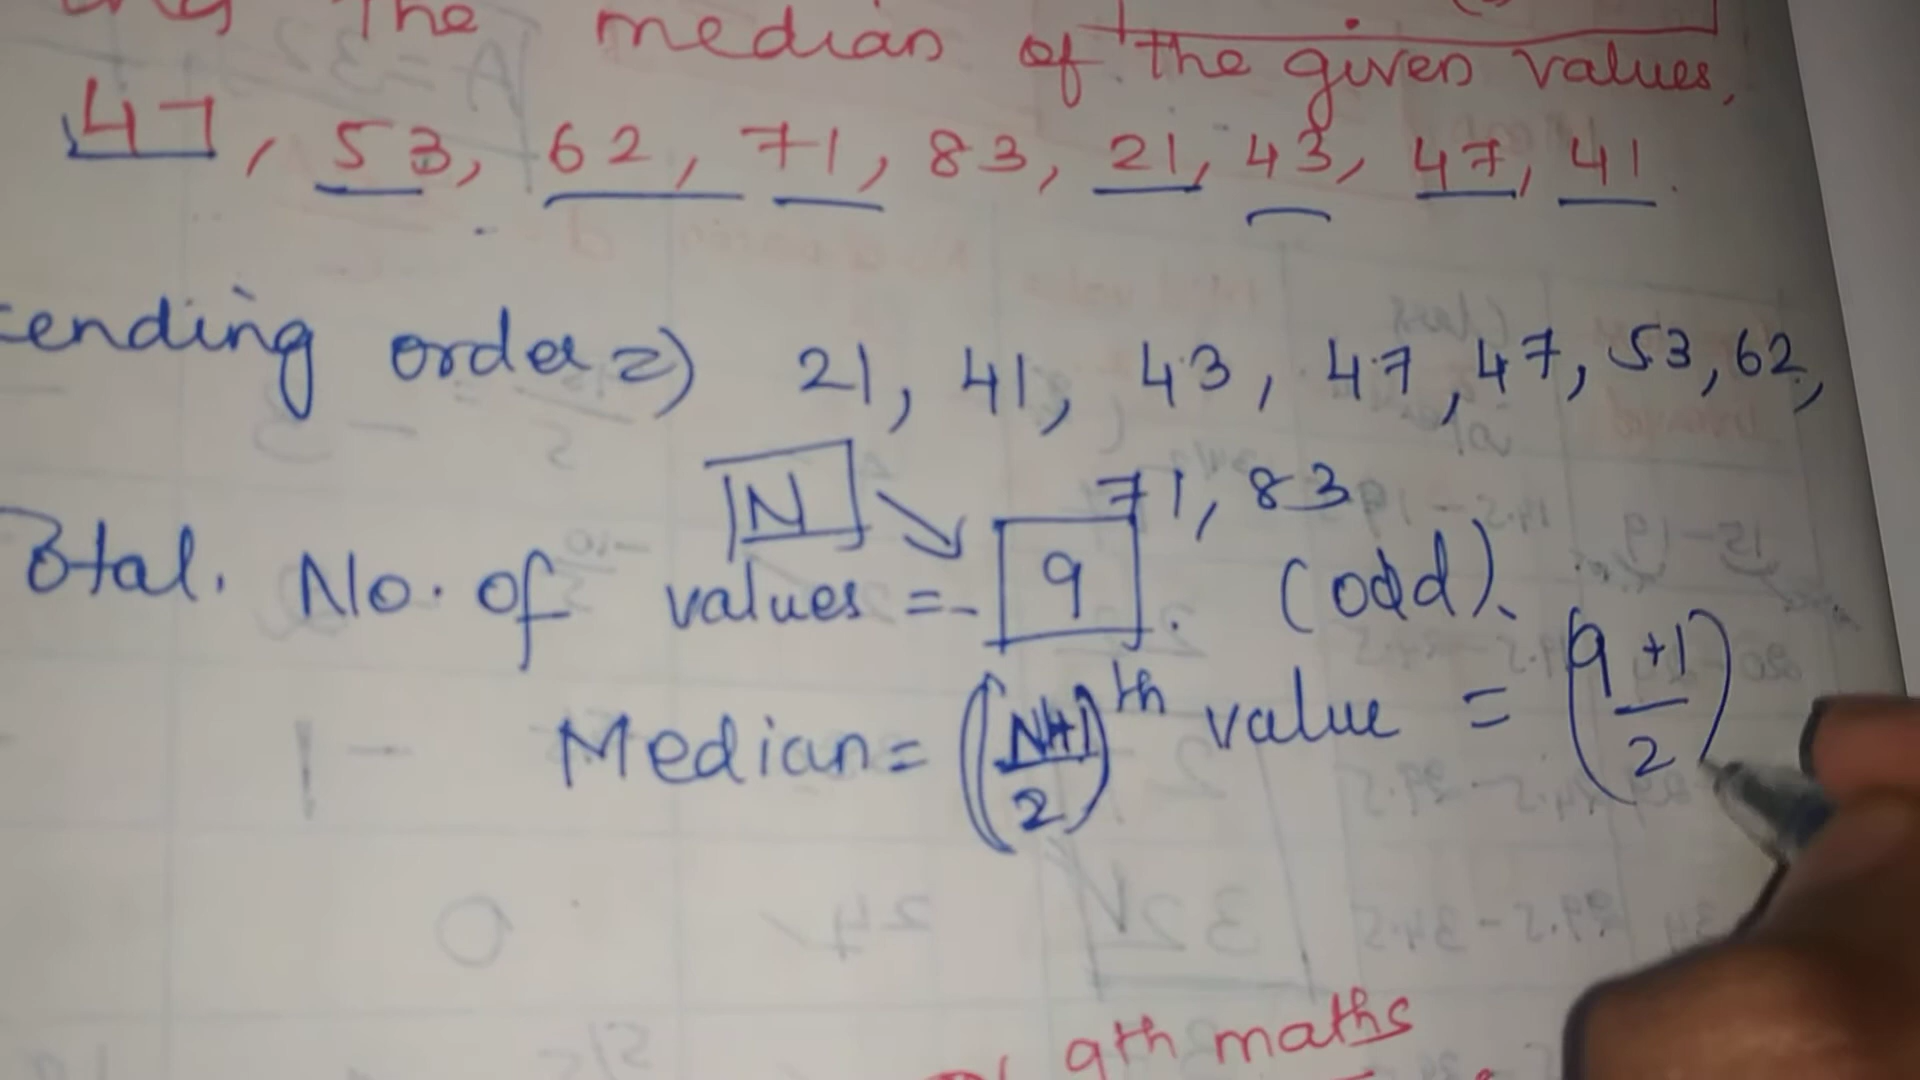 the median of the given values,
47, 53, 62, 71, 83, 21, 43, 47, 41.
cending order => 21, 41, 43, 47, 47, 53, 62,
71, 83
N
Total. No. of values = 9. (odd).
Median = (N+1/2)th value = (9+1/2)
9th maths